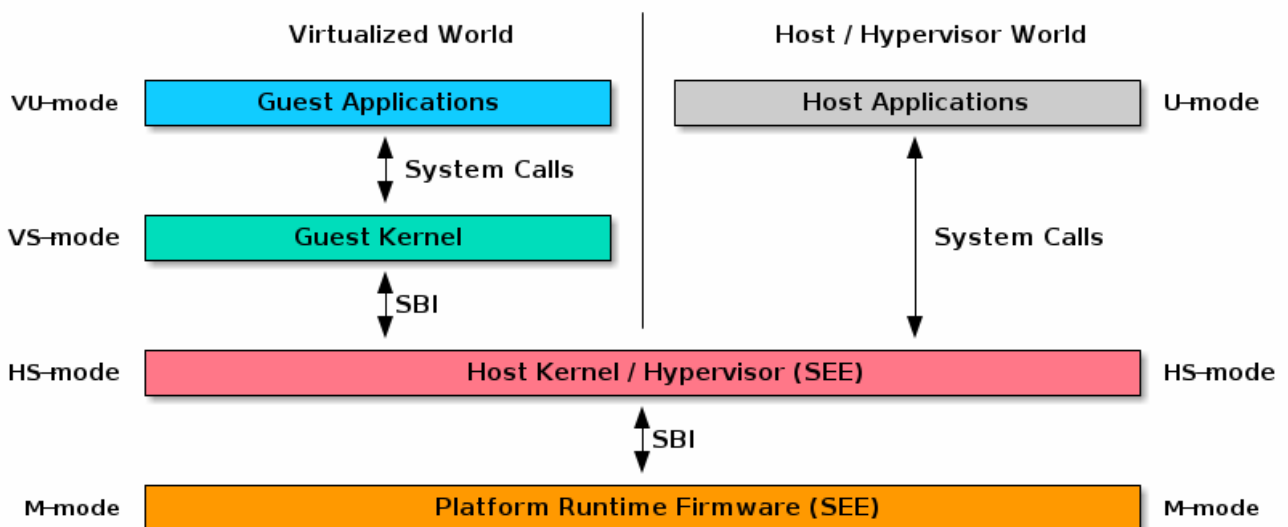 Virtualized World
Host / Hypervisor World
VU-mode
Guest Applications
Host Applications
U-mode
System Calls
VS-mode
Guest Kernel
System Calls
SBI
HS-mode
Host Kernel / Hypervisor (SEE)
HS-mode
SBI
M-mode
Platform Runtime Firmware (SEE)
M-mode